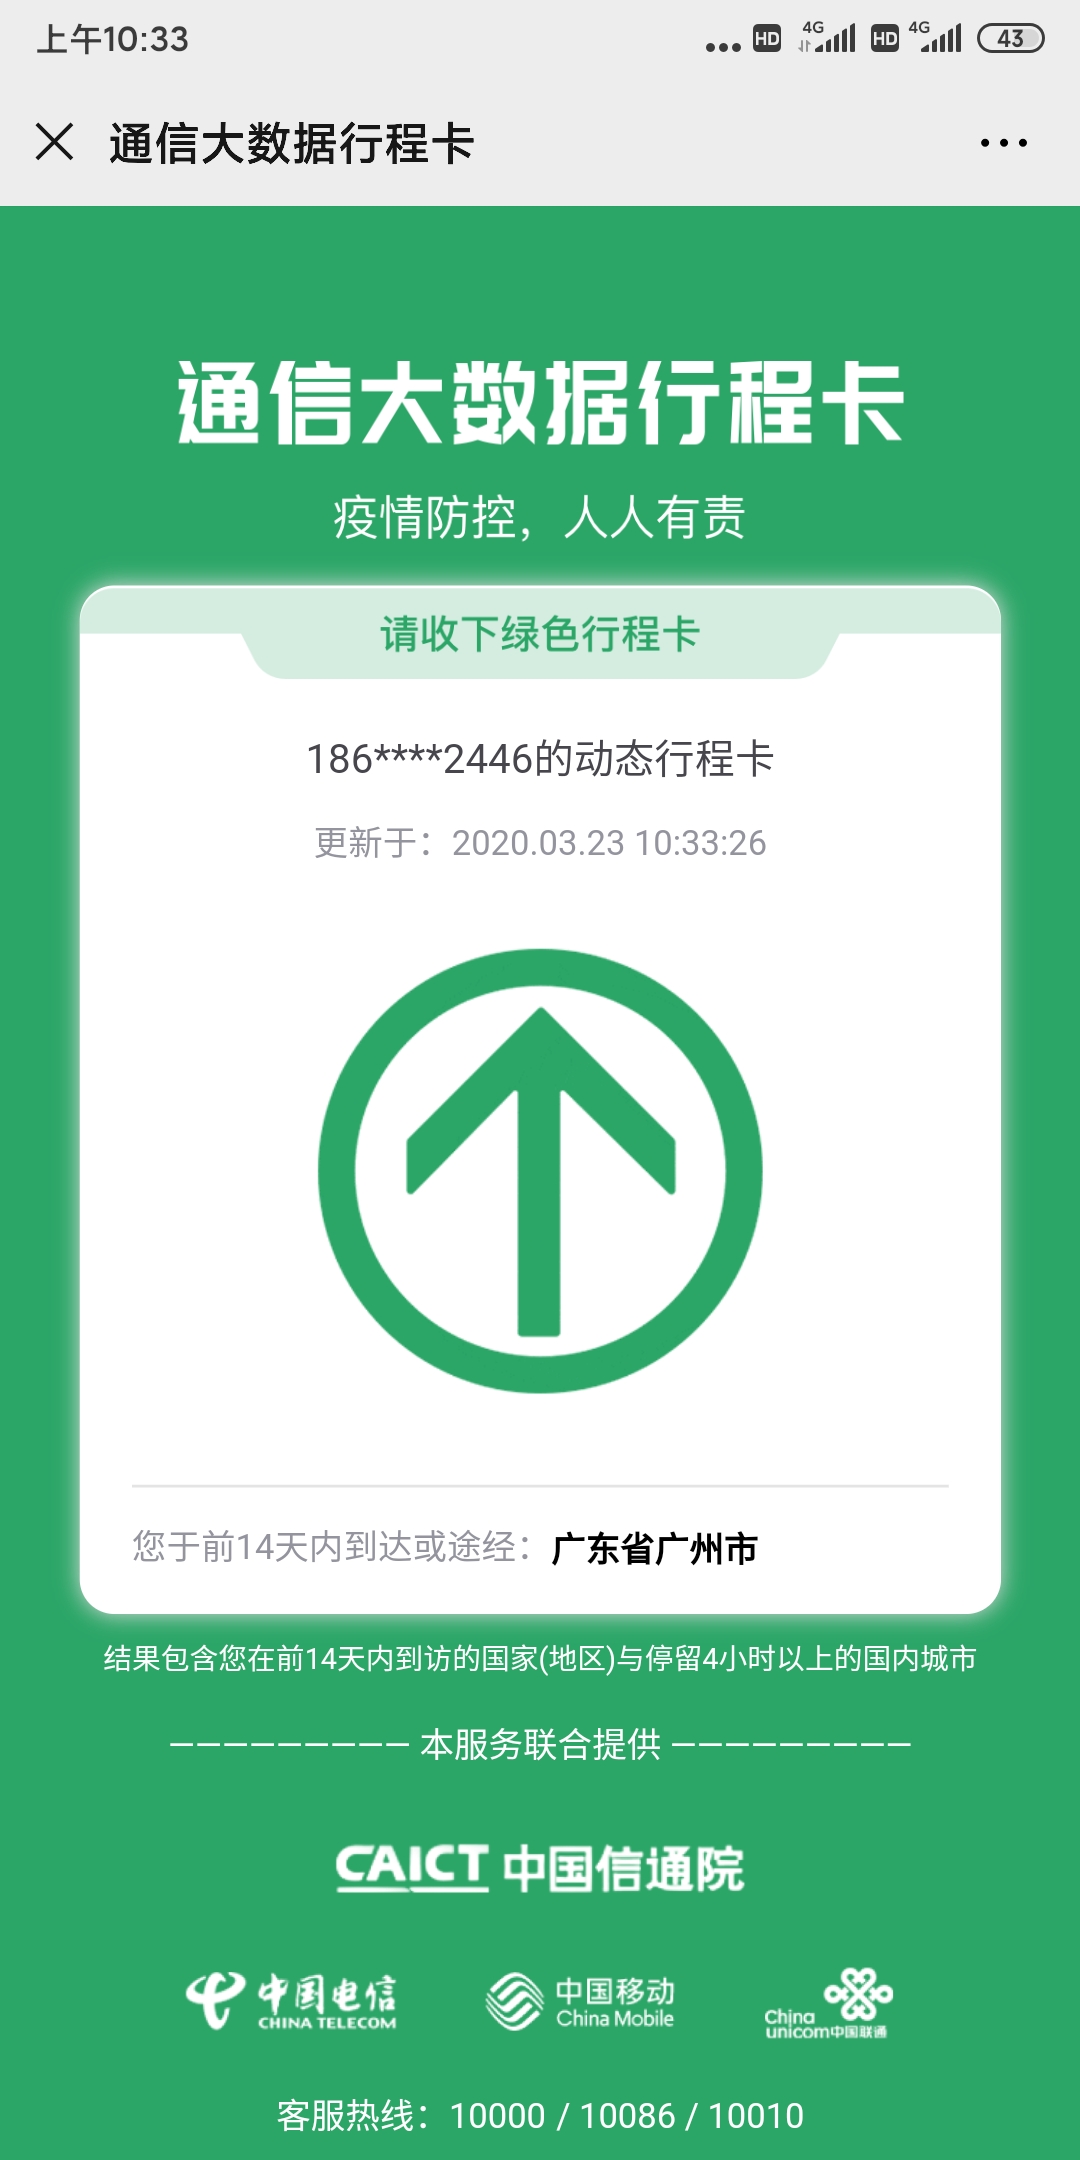 上午10:33
HD 4G HD 4G 43
通信大数据行程卡
通信大数据行程卡
疫情防控，人人有责
请收下绿色行程卡
186****2446的动态行程卡
更新于：2020.03.23 10:33:26
您于前14天内到达或途经：广东省广州市
结果包含您在前14天内到访的国家(地区)与停留4小时以上的国内城市
————————— 本服务联合提供 —————————
CAICT 中国信通院
中国电信 中国移动
CHINA TELECOM China Mobile China
unicom中国联通
客服热线：10000 / 10086 / 10010